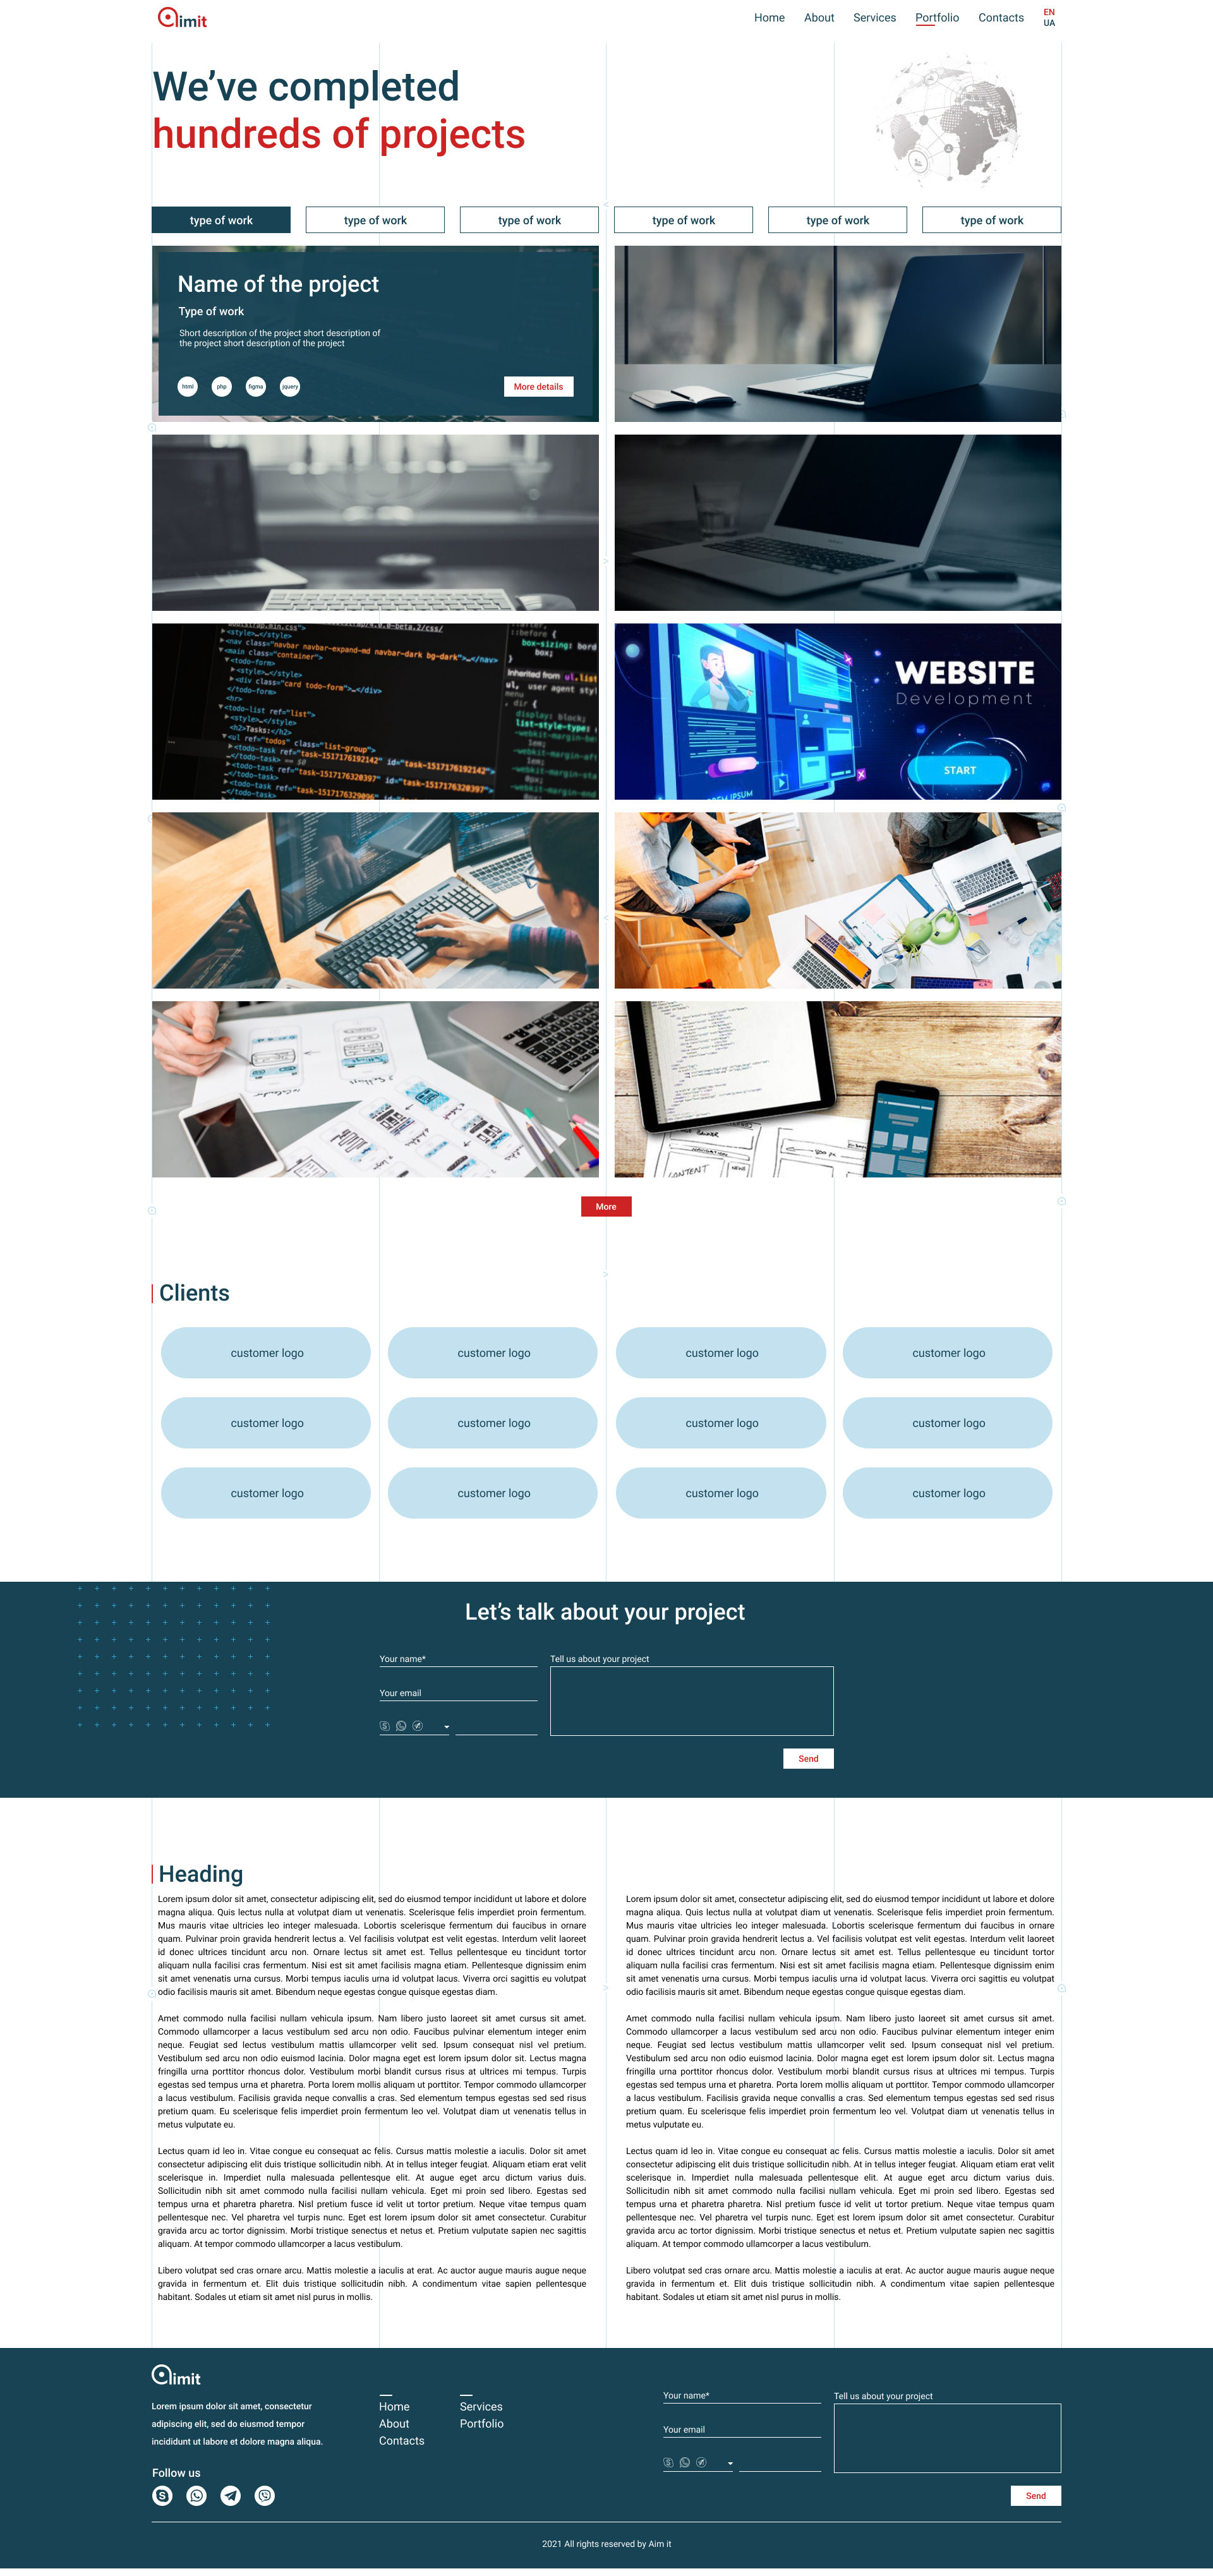 aimit
Home About Services Portfolio Contacts
EN
UA
We've completed
hundreds of projects
type of work type of work type of work type of work type of work type of work
Name of the project
Type of work
Short description of the project short description of
the project short description of the project
html php figma jquery
More details
WEBSITE
Development
START
More
Clients
customer logo customer logo customer logo customer logo
customer logo customer logo customer logo customer logo
customer logo customer logo customer logo customer logo
Let's talk about your project
Your name*
Tell us about your project
Your email
Send
Heading
Lorem ipsum dolor sit amet, consectetur adipiscing elit, sed do eiusmod tempor incididunt ut labore et dolore
magna aliqua. Quis lectus nulla at volutpat diam ut venenatis. Scelerisque felis imperdiet proin fermentum.
Mus mauris vitae ultricies leo integer malesuada. Lobortis scelerisque fermentum dui faucibus in ornare
quam. Pulvinar proin gravida hendrerit lectus a. Vel facilisis volutpat est velit egestas. Interdum velit laoreet
id donec ultrices tincidunt arcu non. Ornare lectus sit amet est. Tellus pellentesque eu tincidunt tortor
aliquam nulla facilisi cras fermentum. Nisi est sit amet facilisis magna etiam. Pellentesque dignissim enim
sit amet venenatis urna cursus. Morbi tempus iaculis urna id volutpat lacus. Viverra orci sagittis eu volutpat
odio facilisis mauris sit amet. Bibendum neque egestas congue quisque egestas diam.
Amet commodo nulla facilisi nullam vehicula ipsum. Nam libero justo laoreet sit amet cursus sit amet.
Commodo ullamcorper a lacus vestibulum sed arcu non odio. Faucibus pulvinar elementum integer enim
neque. Feugiat sed lectus vestibulum mattis ullamcorper velit sed. Ipsum consequat nisl vel pretium.
Vestibulum sed arcu non odio euismod lacinia. Dolor magna eget est lorem ipsum dolor sit. Lectus magna
fringilla urna porttitor rhoncus dolor. Vestibulum morbi blandit cursus risus at ultrices mi tempus. Turpis
egestas sed tempus urna et pharetra. Porta lorem mollis aliquam ut porttitor. Tempor commodo ullamcorper
a lacus vestibulum. Facilisis gravida neque convallis a cras. Sed elementum tempus egestas sed sed risus
pretium quam. Eu scelerisque felis imperdiet proin fermentum leo vel. Volutpat diam ut venenatis tellus in
metus vulputate eu.
Lectus quam id leo in. Vitae congue eu consequat ac felis. Cursus mattis molestie a iaculis. Dolor sit amet
consectetur adipiscing elit duis tristique sollicitudin nibh. At in tellus integer feugiat. Aliquam etiam erat velit
scelerisque in. Imperdiet nulla malesuada pellentesque elit. At augue eget arcu dictum varius duis.
Sollicitudin nibh sit amet commodo nulla facilisi nullam vehicula. Eget mi proin sed libero. Egestas sed
tempus urna et pharetra pharetra. Nisl pretium fusce id velit ut tortor pretium. Neque vitae tempus quam
pellentesque nec. Vel pharetra vel turpis nunc. Eget est lorem ipsum dolor sit amet consectetur. Curabitur
gravida arcu ac tortor dignissim. Morbi tristique senectus et netus et. Pretium vulputate sapien nec sagittis
aliquam. At tempor commodo ullamcorper a lacus vestibulum.
Libero volutpat sed cras ornare arcu. Mattis molestie a iaculis at erat. Ac auctor augue mauris augue neque
gravida in fermentum et. Elit duis tristique sollicitudin nibh. A condimentum vitae sapien pellentesque
habitant. Sodales ut etiam sit amet nisl purus in mollis.
Lorem ipsum dolor sit amet, consectetur adipiscing elit, sed do eiusmod tempor incididunt ut labore et dolore
magna aliqua. Quis lectus nulla at volutpat diam ut venenatis. Scelerisque felis imperdiet proin fermentum.
Mus mauris vitae ultricies leo integer malesuada. Lobortis scelerisque fermentum dui faucibus in ornare
quam. Pulvinar proin gravida hendrerit lectus a. Vel facilisis volutpat est velit egestas. Interdum velit laoreet
id donec ultrices tincidunt arcu non. Ornare lectus sit amet est. Tellus pellentesque eu tincidunt tortor
aliquam nulla facilisi cras fermentum. Nisi est sit amet facilisis magna etiam. Pellentesque dignissim enim
sit amet venenatis urna cursus. Morbi tempus iaculis urna id volutpat lacus. Viverra orci sagittis eu volutpat
odio facilisis mauris sit amet. Bibendum neque egestas congue quisque egestas diam.
Amet commodo nulla facilisi nullam vehicula ipsum. Nam libero justo laoreet sit amet cursus sit amet.
Commodo ullamcorper a lacus vestibulum sed arcu non odio. Faucibus pulvinar elementum integer enim
neque. Feugiat sed lectus vestibulum mattis ullamcorper velit sed. Ipsum consequat nisl vel pretium.
Vestibulum sed arcu non odio euismod lacinia. Dolor magna eget est lorem ipsum dolor sit. Lectus magna
fringilla urna porttitor rhoncus dolor. Vestibulum morbi blandit cursus risus at ultrices mi tempus. Turpis
egestas sed tempus urna et pharetra. Porta lorem mollis aliquam ut porttitor. Tempor commodo ullamcorper
a lacus vestibulum. Facilisis gravida neque convallis a cras. Sed elementum tempus egestas sed sed risus
pretium quam. Eu scelerisque felis imperdiet proin fermentum leo vel. Volutpat diam ut venenatis tellus in
metus vulputate eu.
Lectus quam id leo in. Vitae congue eu consequat ac felis. Cursus mattis molestie a iaculis. Dolor sit amet
consectetur adipiscing elit duis tristique sollicitudin nibh. At in tellus integer feugiat. Aliquam etiam erat velit
scelerisque in. Imperdiet nulla malesuada pellentesque elit. At augue eget arcu dictum varius duis.
Sollicitudin nibh sit amet commodo nulla facilisi nullam vehicula. Eget mi proin sed libero. Egestas sed
tempus urna et pharetra pharetra. Nisl pretium fusce id velit ut tortor pretium. Neque vitae tempus quam
pellentesque nec. Vel pharetra vel turpis nunc. Eget est lorem ipsum dolor sit amet consectetur. Curabitur
gravida arcu ac tortor dignissim. Morbi tristique senectus et netus et. Pretium vulputate sapien nec sagittis
aliquam. At tempor commodo ullamcorper a lacus vestibulum.
Libero volutpat sed cras ornare arcu. Mattis molestie a iaculis at erat. Ac auctor augue mauris augue neque
gravida in fermentum et. Elit duis tristique sollicitudin nibh. A condimentum vitae sapien pellentesque
habitant. Sodales ut etiam sit amet nisl purus in mollis.
aimit
Lorem ipsum dolor sit amet, consectetur
adipiscing elit, sed do eiusmod tempor
incididunt ut labore et dolore magna aliqua.
Follow us
Home
About
Contacts
Services
Portfolio
Your name*
Tell us about your project
Your email
Send
2021 All rights reserved by Aim it